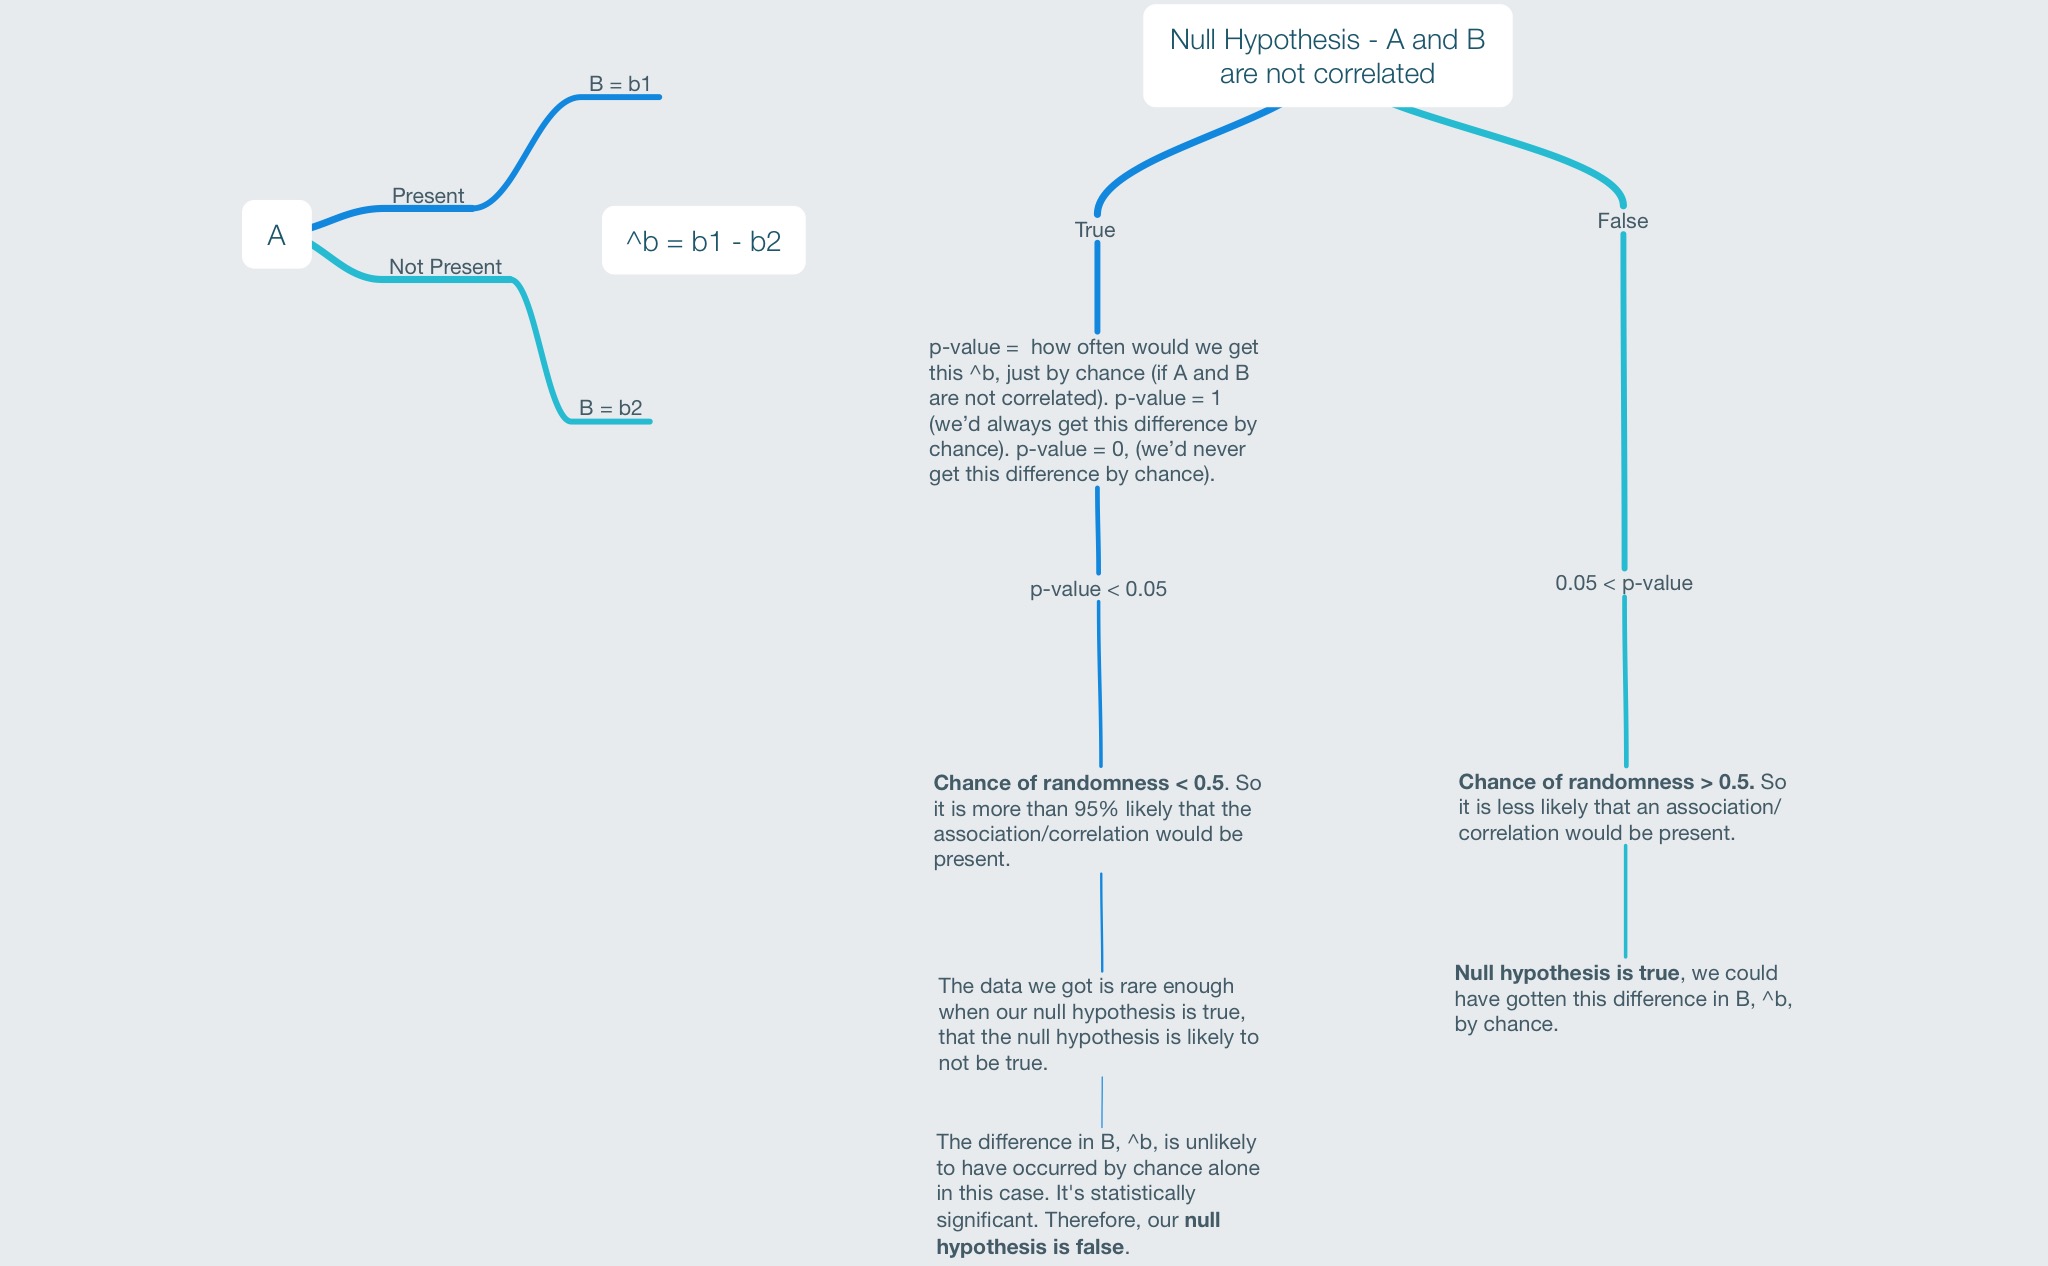 B = b1
Present
A
^b = b1 - b2
Not Present
B = b2
Null Hypothesis - A and B
are not correlated
True
p-value =  how often would we get
this ^b, just by chance (if A and B
are not correlated). p-value = 1
(we’d always get this difference by
chance). p-value = 0, (we’d never
get this difference by chance).
p-value < 0.05
Chance of randomness < 0.5. So
it is more than 95% likely that the
association/correlation would be
present.
The data we got is rare enough
when our null hypothesis is true,
that the null hypothesis is likely to
not be true.
The difference in B, ^b, is unlikely
to have occurred by chance alone
in this case. It's statistically
significant. Therefore, our null
hypothesis is false.
False
0.05 < p-value
Chance of randomness > 0.5. So
it is less likely that an association/
correlation would be present.
Null hypothesis is true, we could
have gotten this difference in B, ^b,
by chance.